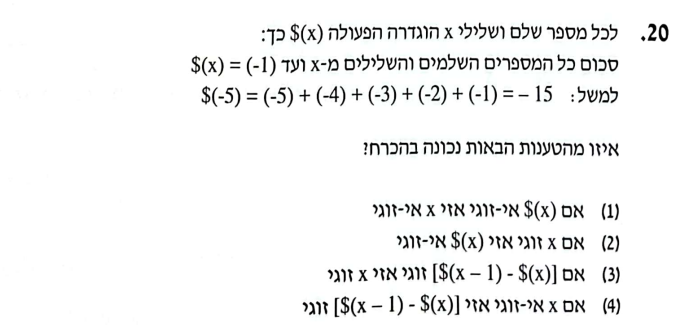 20. לכל מספר שלם ושלילי x הוגדרה הפעולה $(x) כך:
$(x) = סכום כל המספרים השלמים והשלילים מ-x ועד (-1)
למשל: $(-5) = (-5) + (-4) + (-3) + (-2) + (-1) = – 15
איזו מהטענות הבאות נכונה בהכרח?
(1) אם $(x) אי-זוגי אזי x אי-זוגי
(2) אם x זוגי אזי $(x) אי-זוגי
(3) אם [$(x – 1) - $(x)] זוגי אזי x זוגי
(4) אם x אי-זוגי אזי [$(x – 1) - $(x)] זוגי